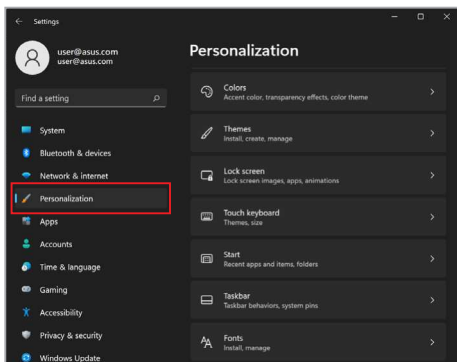 Settings
user@asus.com
user@asus.com
Find a setting
System
Bluetooth & devices
Network & internet
Personalization
Apps
Accounts
Time & language
Gaming
Accessibility
Privacy & security
Windows Update
Personalization
Colors
Accent color, transparency effects, color theme
Themes
Install, create, manage
Lock screen
Lock screen images, apps, animations
Touch keyboard
Themes, size
Start
Recent apps and items, folders
Taskbar
Taskbar behaviors, system pins
Fonts
Install, manage